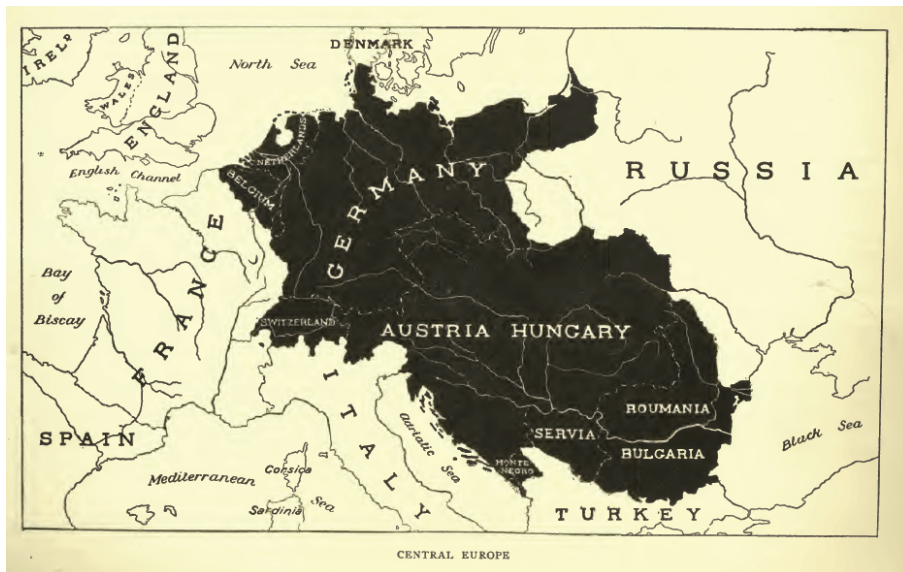 IRELD
WALES
ENGLAND
North Sea
DENMARK
NETHERLANDS
BELGIUM
English Channel
GERMANY
RUSSIA
FRANCE
Bay
of
Biscay
SWITZERLAND
AUSTRIA HUNGARY
ITALY
Adriatic Sea
ROUMANIA
SERVIA
BULGARIA
MONTE
NEGRO
Black Sea
SPAIN
Mediterranean Sea
Corsica
Sardinia
TURKEY
CENTRAL EUROPE